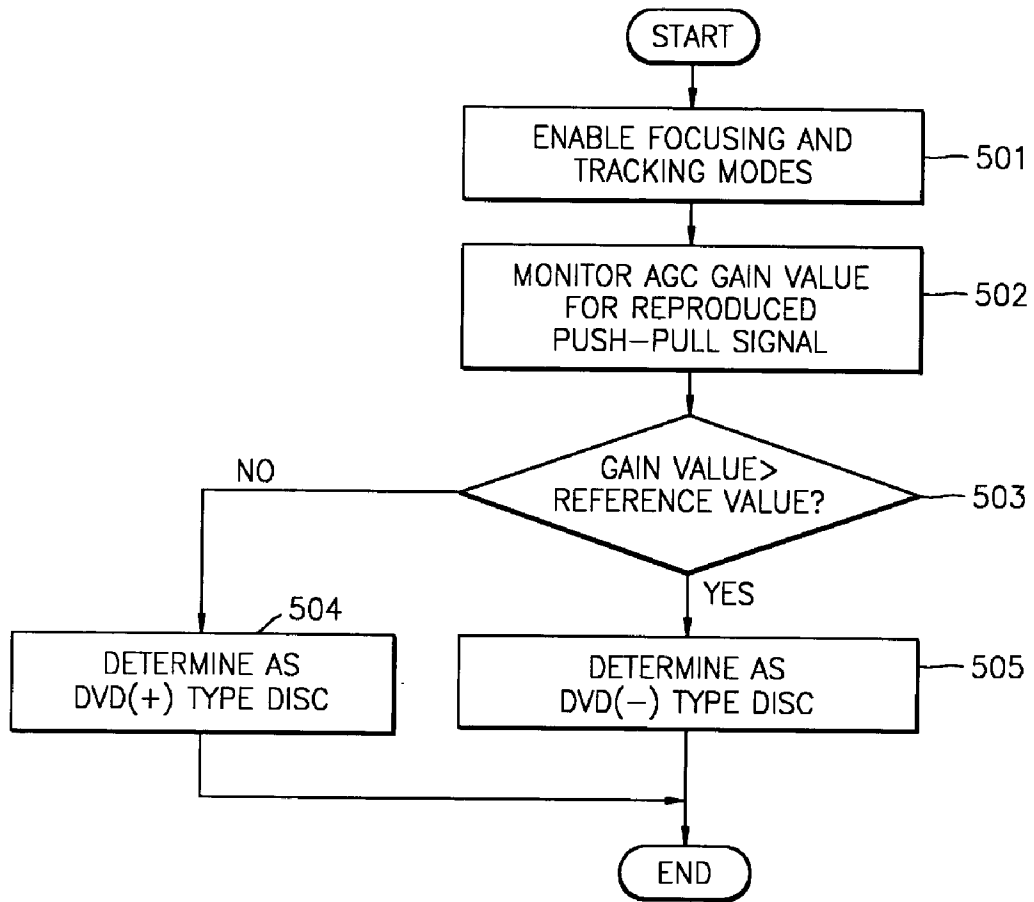 START
ENABLE FOCUSING AND
TRACKING MODES
501
MONITOR AGC GAIN VALUE
FOR REPRODUCED
PUSH-PULL SIGNAL
502
GAIN VALUE>
REFERENCE VALUE?
503
NO
YES
504
DETERMINE AS
DVD(+) TYPE DISC
DETERMINE AS
DVD(-) TYPE DISC
505
END